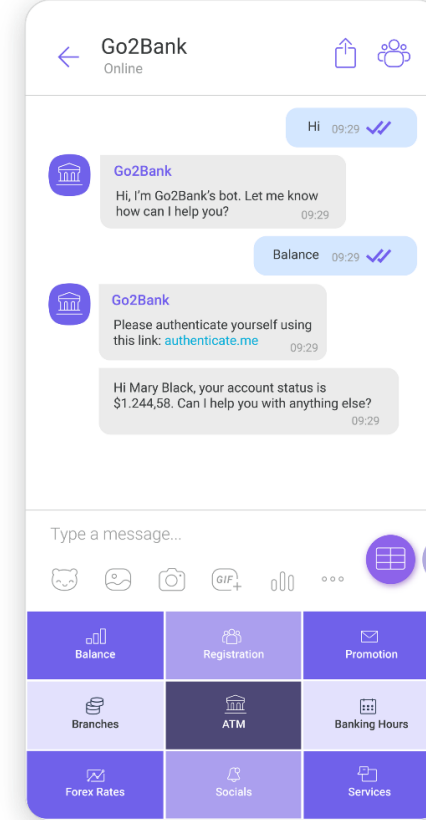 Go2Bank
Online
Hi 09:29
Go2Bank
Hi, I'm Go2Bank's bot. Let me know
how can I help you?
09:29
Balance 09:29
Go2Bank
Please authenticate yourself using
this link: authenticate.me
09:29
Hi Mary Black, your account status is
$1.244,58. Can I help you with anything else?
09:29
Type a message...
GIF
Balance
Registration
Promotion
Branches
ATM
Banking Hours
Forex Rates
Socials
Services